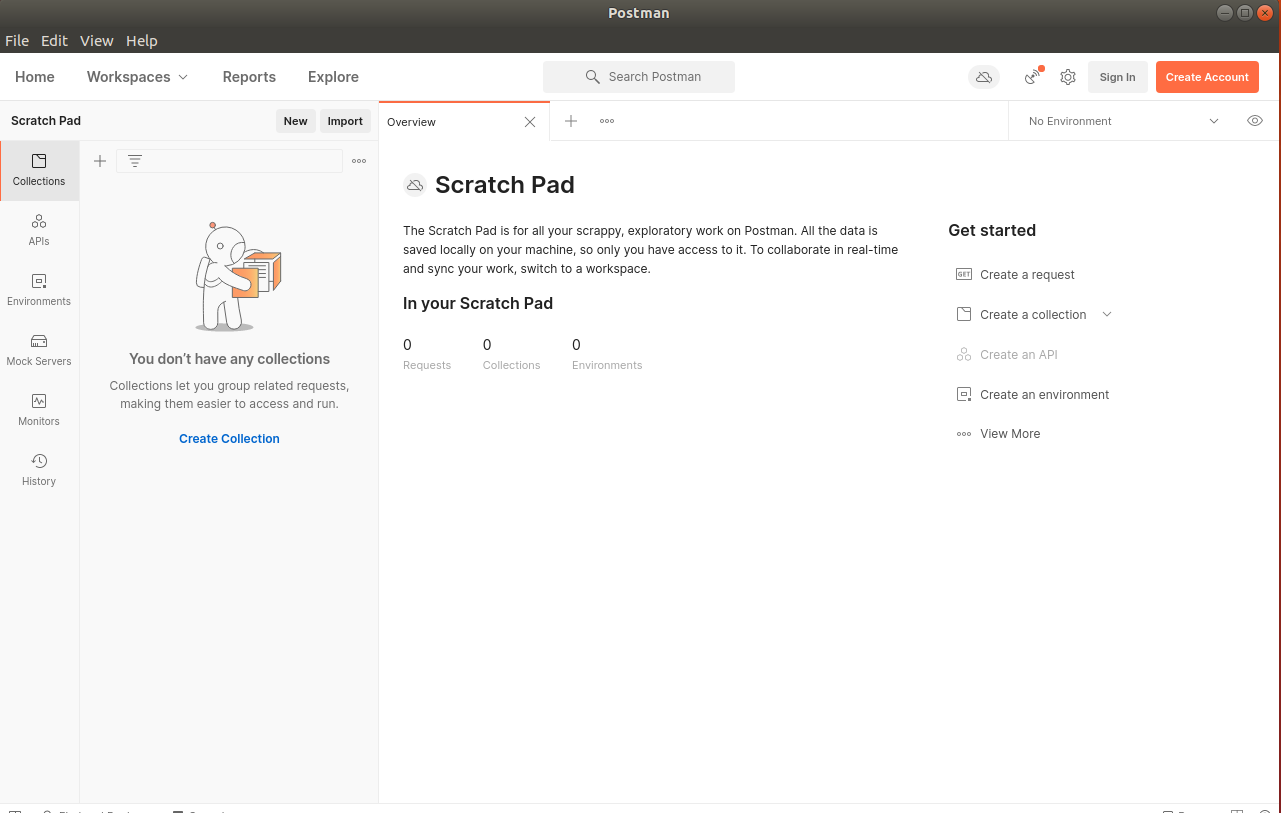 Postman
File Edit View Help
Home Workspaces Reports Explore Search Postman Sign In Create Account
Scratch Pad New Import
Overview
No Environment
Collections
APIs
Environments
Mock Servers
Monitors
History
You don’t have any collections
Collections let you group related requests,
making them easier to access and run.
Create Collection
Scratch Pad
The Scratch Pad is for all your scrappy, exploratory work on Postman. All the data is
saved locally on your machine, so only you have access to it. To collaborate in real-time
and sync your work, switch to a workspace.
In your Scratch Pad
0 0 0
Requests Collections Environments
Get started
GET Create a request
Create a collection
Create an API
Create an environment
View More